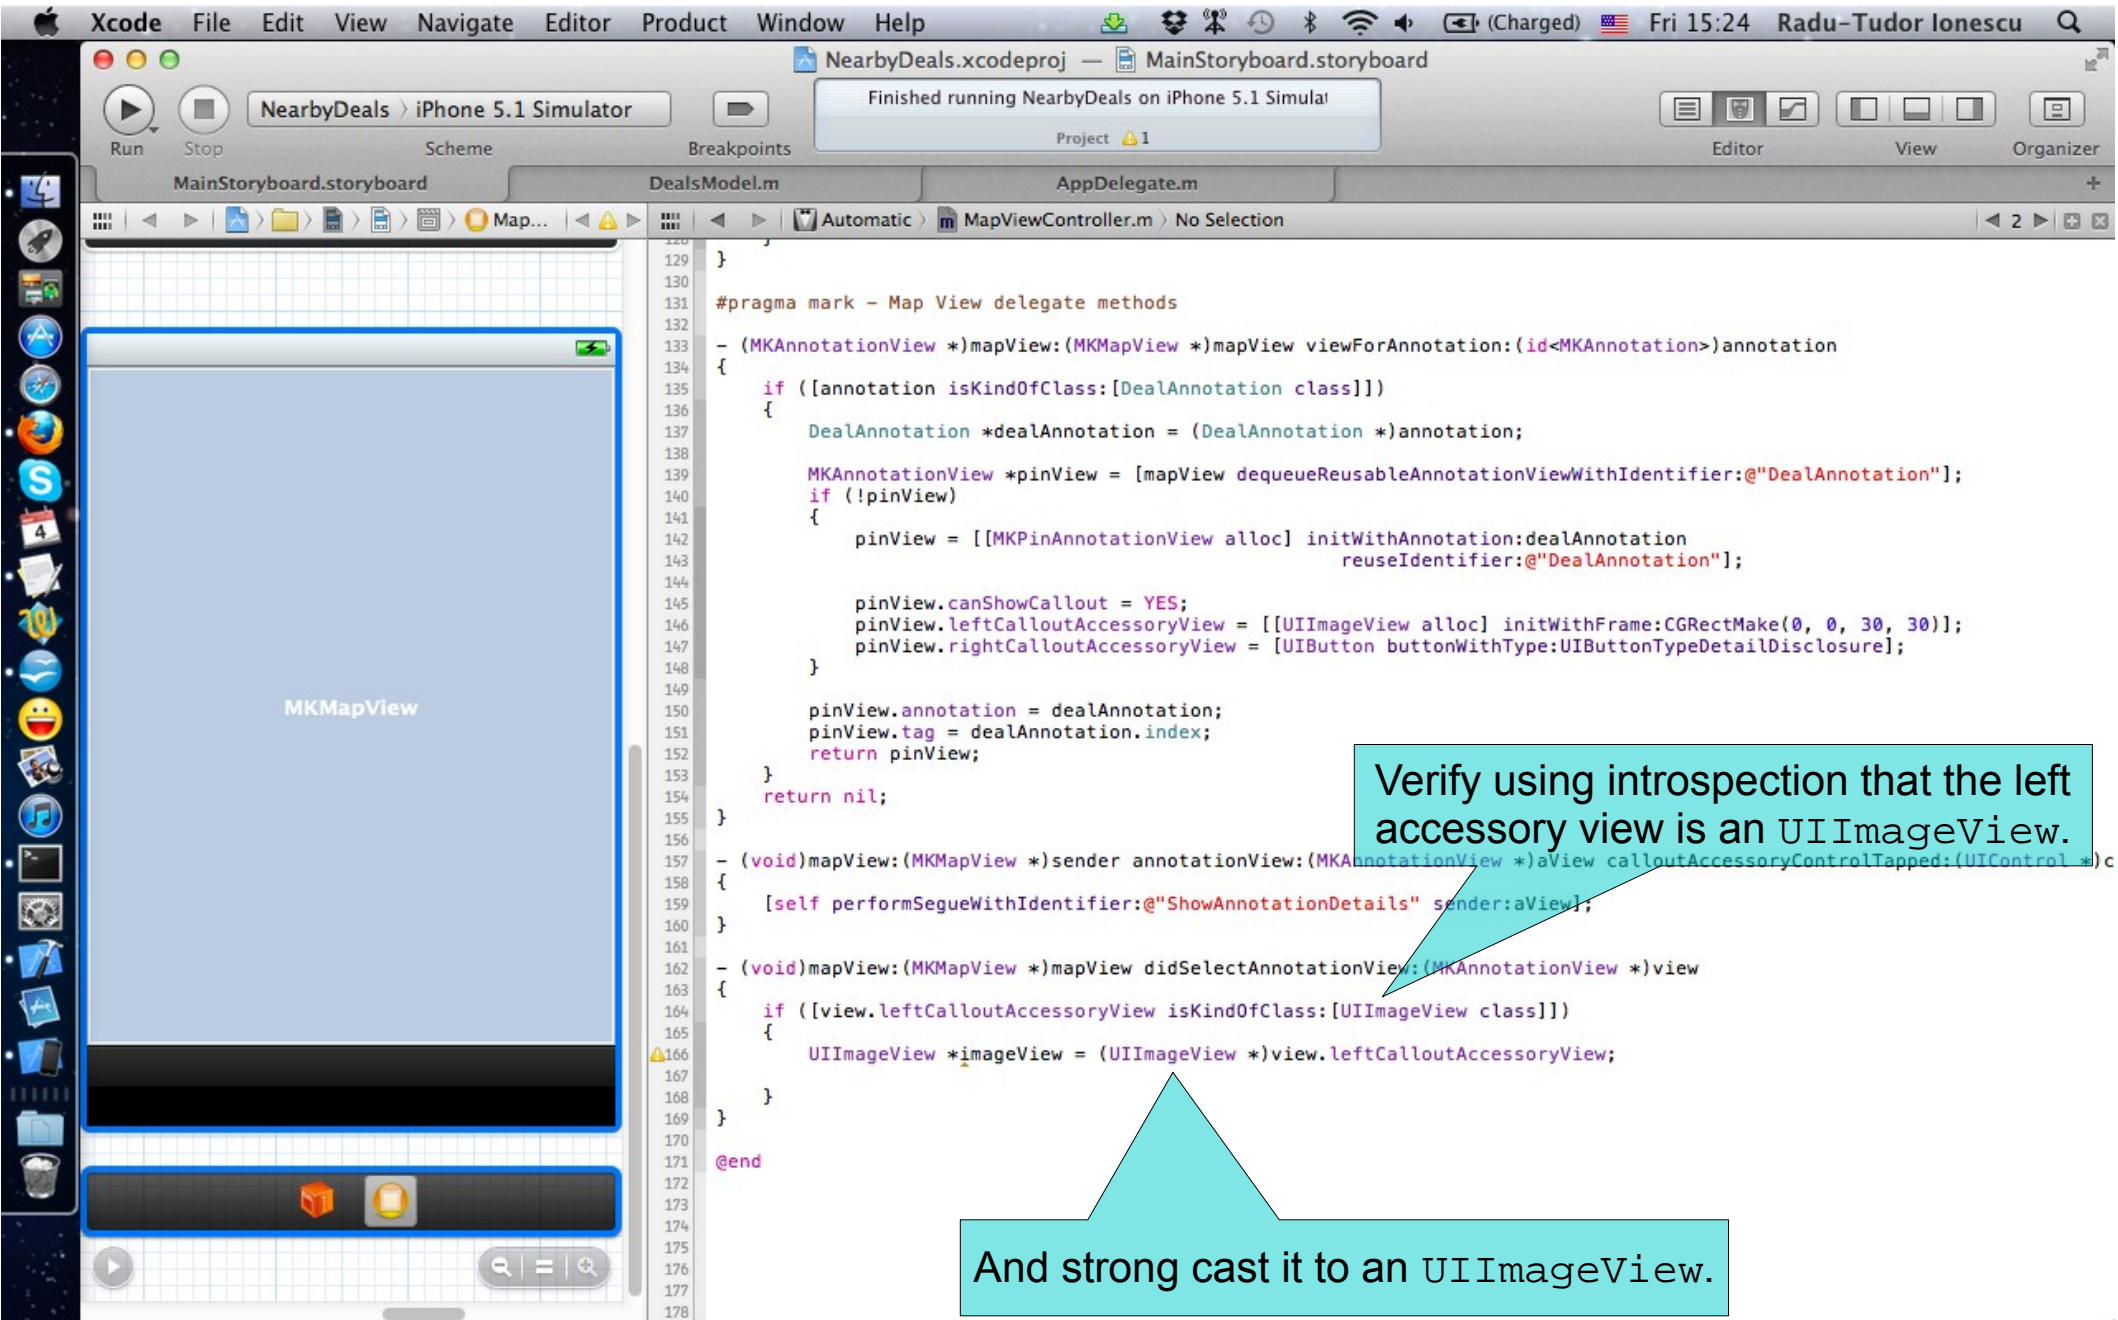 Xcode File Edit View Navigate Editor Product Window Help (Charged) Fri 15:24 Radu-Tudor Ionescu
NearbyDeals.xcodeproj — MainStoryboard.storyboard
NearbyDeals iPhone 5.1 Simulator
Finished running NearbyDeals on iPhone 5.1 Simulat
Project 1
Run Stop Scheme Breakpoints Editor View Organizer
MainStoryboard.storyboard DealsModel.m AppDelegate.m
Map... Automatic MapViewController.m No Selection 2
128 }
129 }
130
131 #pragma mark - Map View delegate methods
132
133 - (MKAnnotationView *)mapView:(MKMapView *)mapView viewForAnnotation:(id<MKAnnotation>)annotation
134 {
135 if ([annotation isKindOfClass:[DealAnnotation class]])
136 {
137 DealAnnotation *dealAnnotation = (DealAnnotation *)annotation;
138
139 MKAnnotationView *pinView = [mapView dequeueReusableAnnotationViewWithIdentifier:@"DealAnnotation"];
140 if (!pinView)
141 {
142 pinView = [[MKPinAnnotationView alloc] initWithAnnotation:dealAnnotation
143 reuseIdentifier:@"DealAnnotation"];
144
145 pinView.canShowCallout = YES;
146 pinView.leftCalloutAccessoryView = [[UIImageView alloc] initWithFrame:CGRectMake(0, 0, 30, 30)];
147 pinView.rightCalloutAccessoryView = [UIButton buttonWithType:UIButtonTypeDetailDisclosure];
148 }
149
150 pinView.annotation = dealAnnotation;
151 pinView.tag = dealAnnotation.index;
152 return pinView;
153 }
154 return nil;
155 }
156
157 - (void)mapView:(MKMapView *)sender annotationView:(MKAnnotationView *)aView calloutAccessoryControlTapped:(UIControl *)c
158 {
159 [self performSegueWithIdentifier:@"ShowAnnotationDetails" sender:aView];
160 }
161
162 - (void)mapView:(MKMapView *)mapView didSelectAnnotationView:(MKAnnotationView *)view
163 {
164 if ([view.leftCalloutAccessoryView isKindOfClass:[UIImageView class]])
165 {
166 UIImageView *imageView = (UIImageView *)view.leftCalloutAccessoryView;
167
168 }
169 }
170
171 @end
172
173
174
175
176
177
178
MKMapView
4
Verify using introspection that the left
accessory view is an UIImageView.
And strong cast it to an UIImageView.